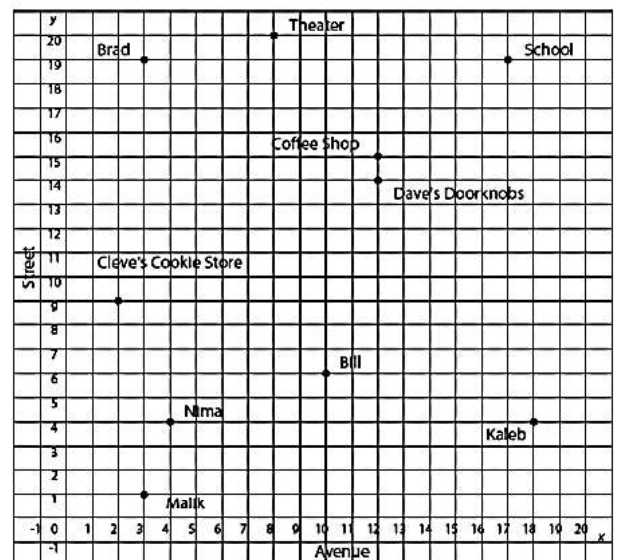 y
Theater
20
Brad
School
19
18
17
16
Coffee Shop
15
14
Dave's Doorknobs
13
12
11
Cleve's Cookie Store
Street
10
9
8
7
Bill
6
5
Nima
4
Kaleb
3
2
1
Malik
-1 0 1 2 3 4 5 6 7 8 9 10 11 12 13 14 15 16 17 18 19 20 x
-1
Avenue